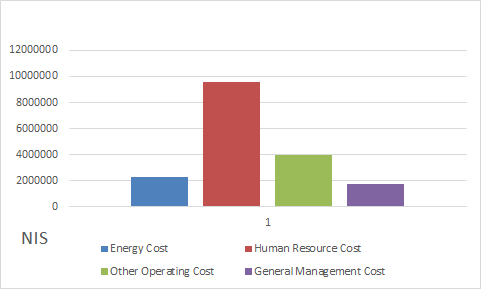 12000000
10000000
8000000
6000000
4000000
2000000
0
1
NIS
Energy Cost
Human Resource Cost
Other Operating Cost
General Management Cost